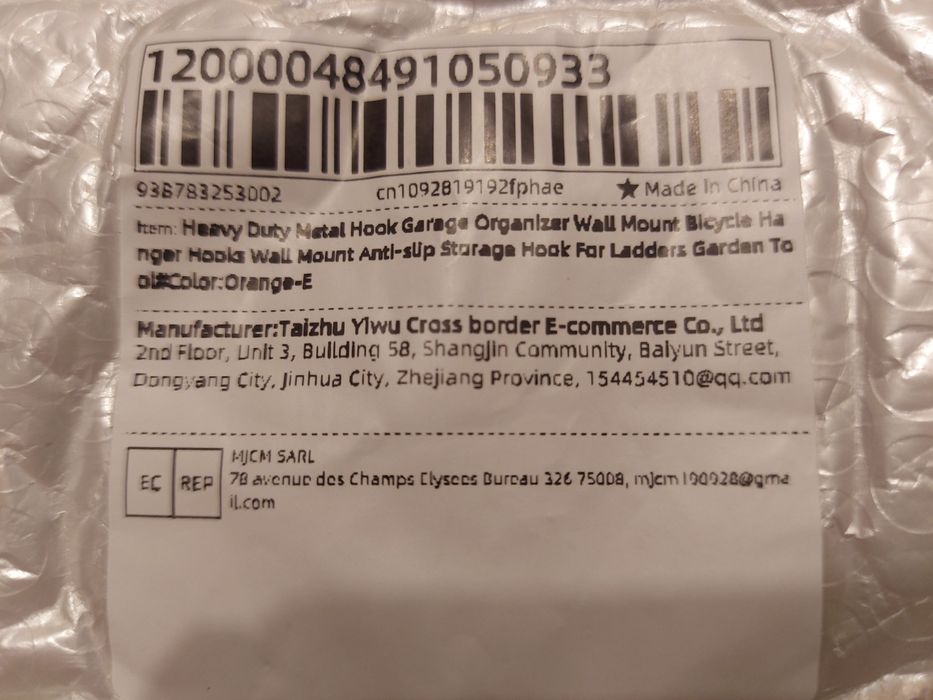 12000048491050933
938783253002 cn1092819192fphae ★ Made In China
Item: Heavy Duty Metal Hook Garage Organizer Wall Mount Bicycle Ha
nger Hooks Wall Mount Anti-slip Storage Hook For Ladders Garden To
ol#Color:Orange-E
Manufacturer:Taizhu Yiwu Cross border E-commerce Co., Ltd
2nd Floor, Unit 3, Building 58, Shangjin Community, Baiyun Street,
Dongyang City, Jinhua City, Zhejiang Province, 154454510@qq.com
EC REP
MJCM SARL
78 avenue des Champs Elysees Bureau 326 75008, mjcm190928@gma
il.com